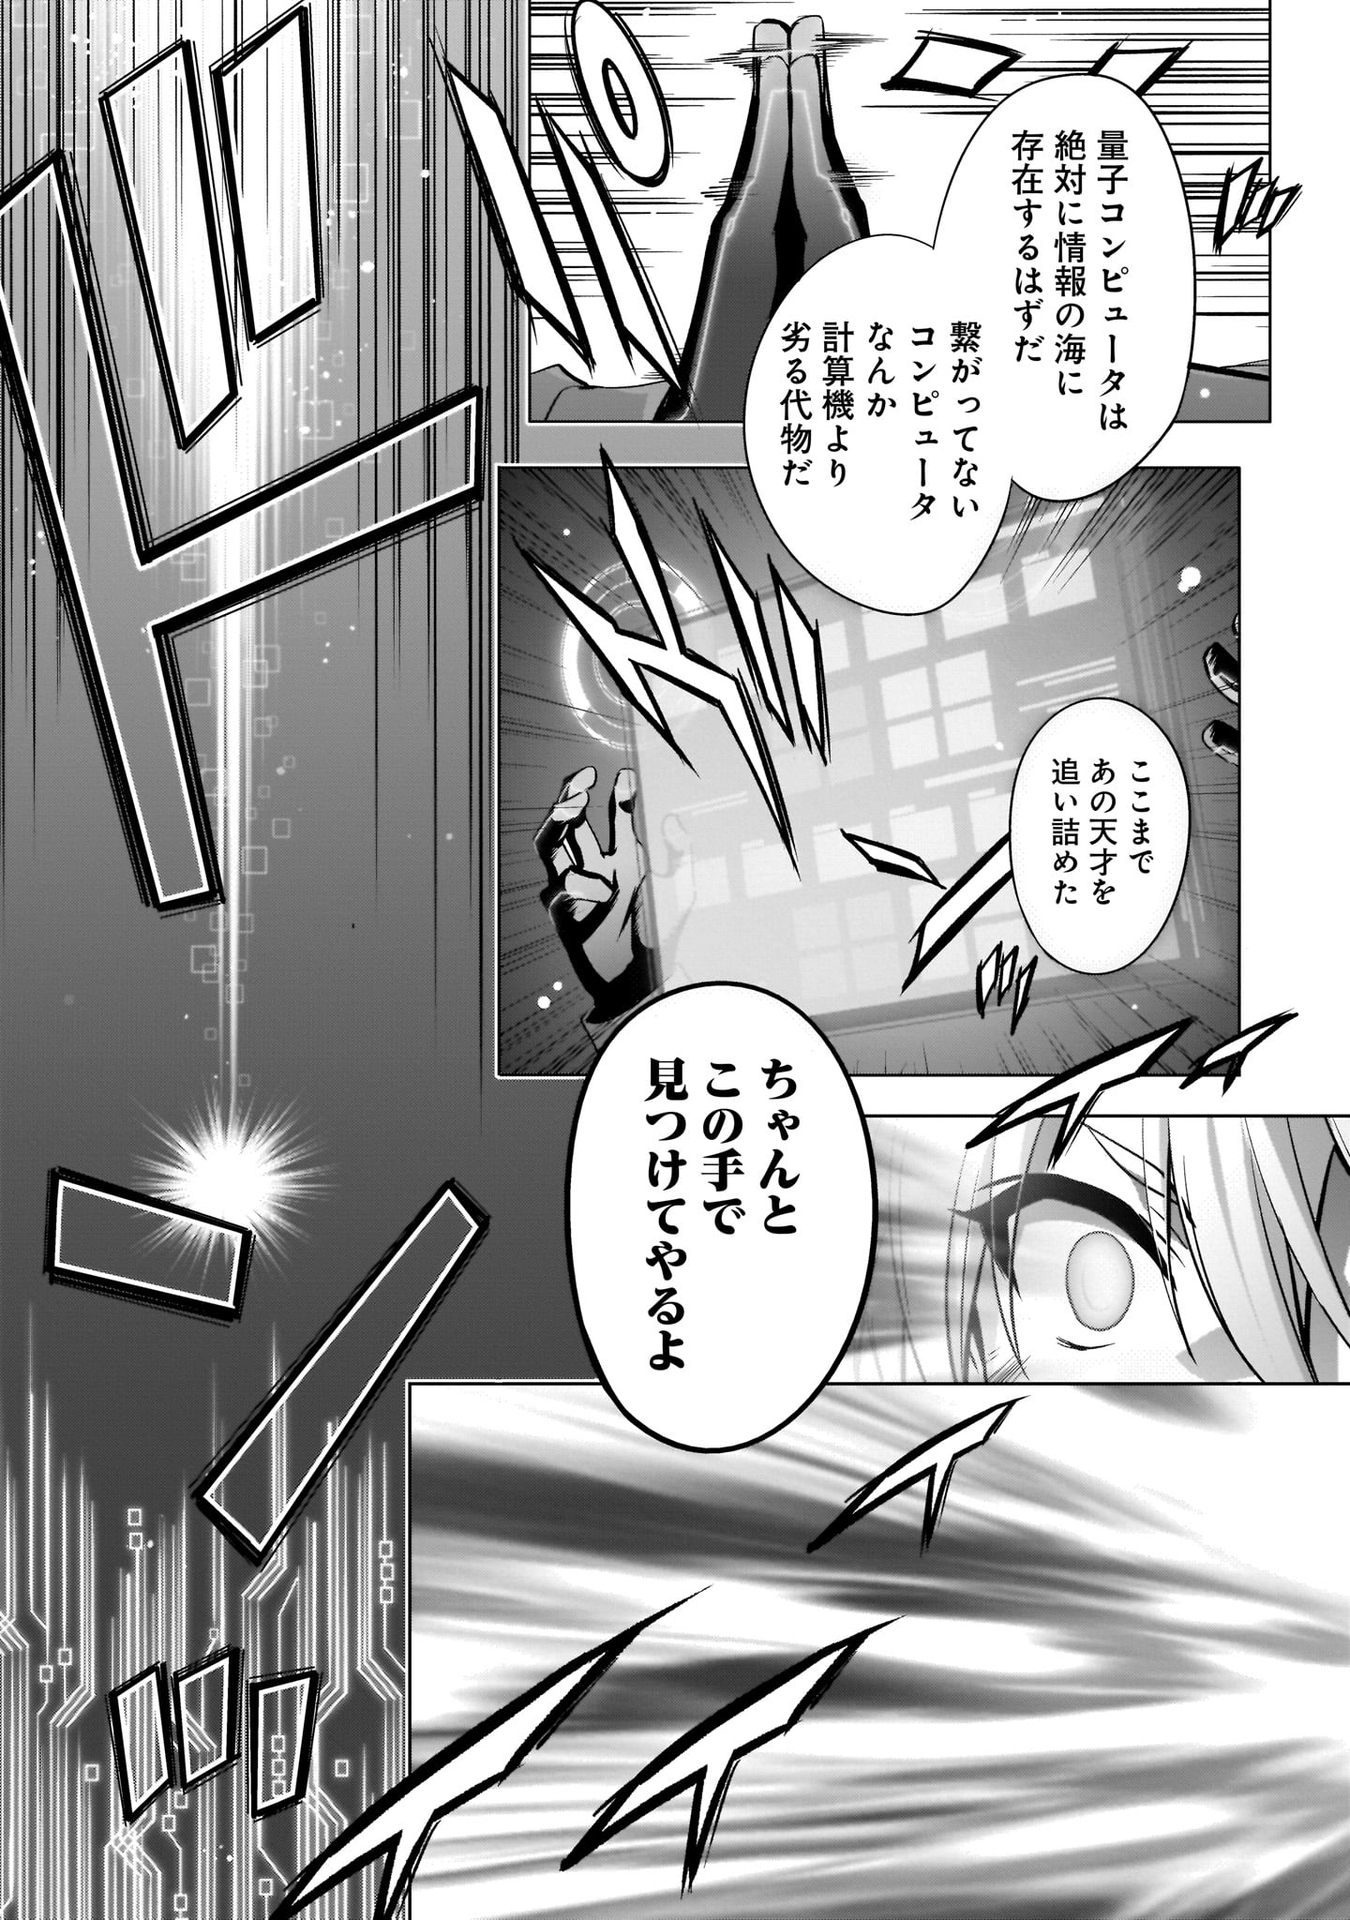 量子コンピュータは
絶対に情報の海に
存在するはずだ
繋がってない
コンピュータ
なんか
計算機より
劣る代物だ
ここまで
あの天才を
追い詰めた
ちゃんと
この手で
見つけてやるよ